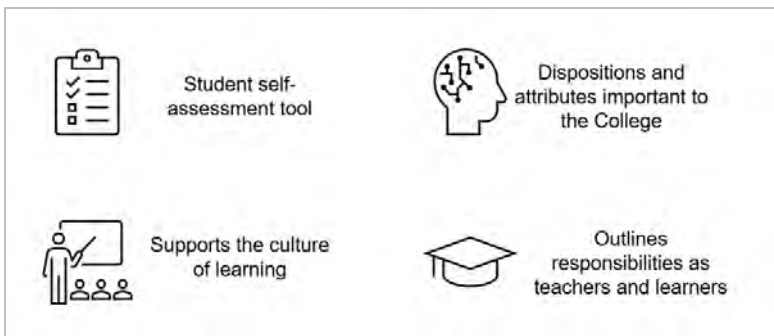 Student self-
assessment tool
Dispositions and
attributes important to
the College
Supports the culture
of learning
Outlines
responsibilities as
teachers and learners